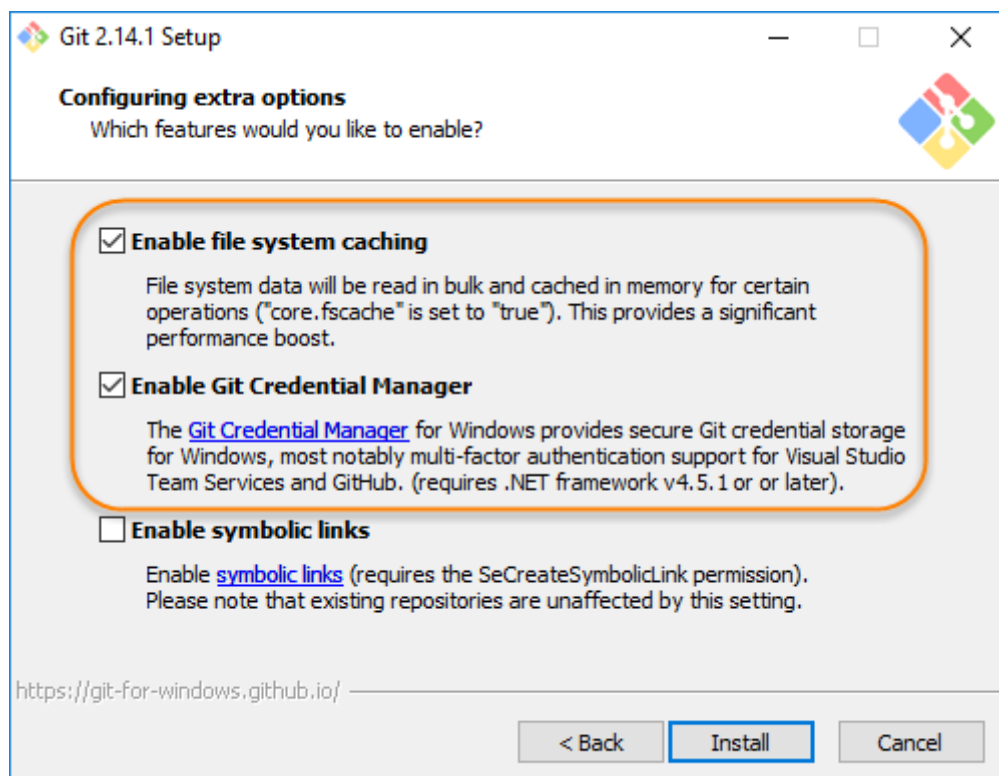 Git 2.14.1 Setup
Configuring extra options
Which features would you like to enable?
Enable file system caching
File system data will be read in bulk and cached in memory for certain
operations ("core.fscache" is set to "true"). This provides a significant
performance boost.
Enable Git Credential Manager
The Git Credential Manager for Windows provides secure Git credential storage
for Windows, most notably multi-factor authentication support for Visual Studio
Team Services and GitHub. (requires .NET framework v4.5.1 or or later).
Enable symbolic links
Enable symbolic links (requires the SeCreateSymbolicLink permission).
Please note that existing repositories are unaffected by this setting.
https://git-for-windows.github.io/
< Back Install Cancel